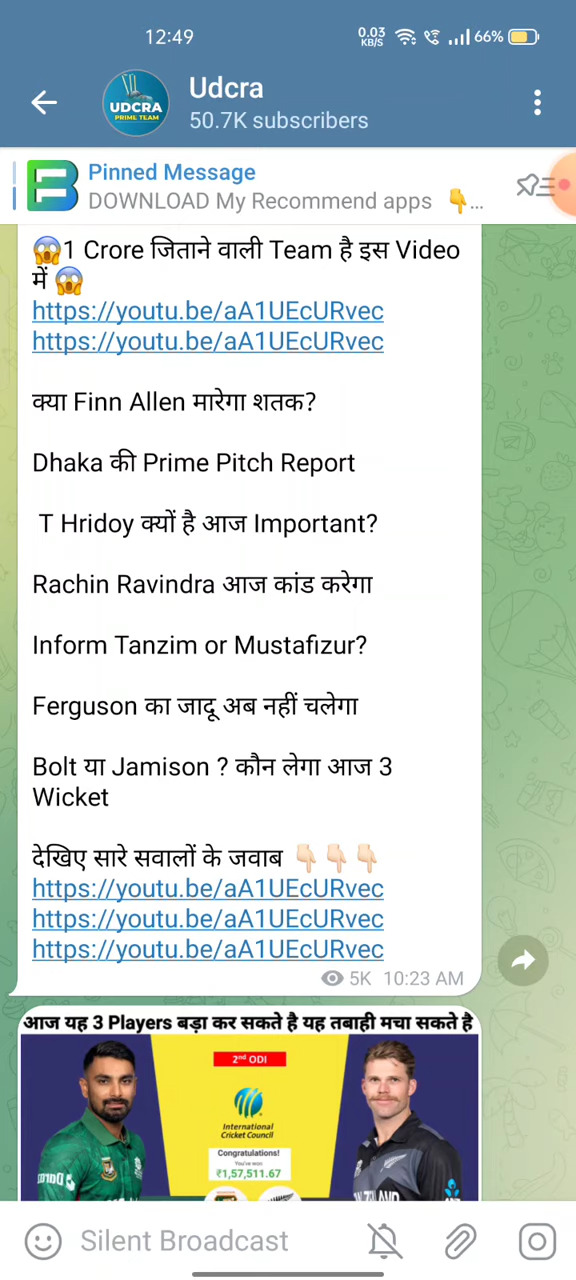 12:49
0.03 KB/S
66%
UDCRA
PRIME TEAM
Udcra
50.7K subscribers
Pinned Message
DOWNLOAD My Recommend apps 👇...
😱1 Crore जिताने वाली Team है इस Video
में 😱
https://youtu.be/aA1UEcURvec
https://youtu.be/aA1UEcURvec
क्या Finn Allen मारेगा शतक?
Dhaka की Prime Pitch Report
T Hridoy क्यों है आज Important?
Rachin Ravindra आज कांड करेगा
Inform Tanzim or Mustafizur?
Ferguson का जादू अब नहीं चलेगा
Bolt या Jamison ? कौन लेगा आज 3
Wicket
देखिए सारे सवालों के जवाब 👇🏻👇🏻👇🏻
https://youtu.be/aA1UEcURvec
https://youtu.be/aA1UEcURvec
https://youtu.be/aA1UEcURvec
5K 10:23 AM
आज यह 3 Players बड़ा कर सकते है यह तबाही मचा सकते है
2nd ODI
International
Cricket Council
Congratulations!
You've won
₹1,57,511.67
Silent Broadcast